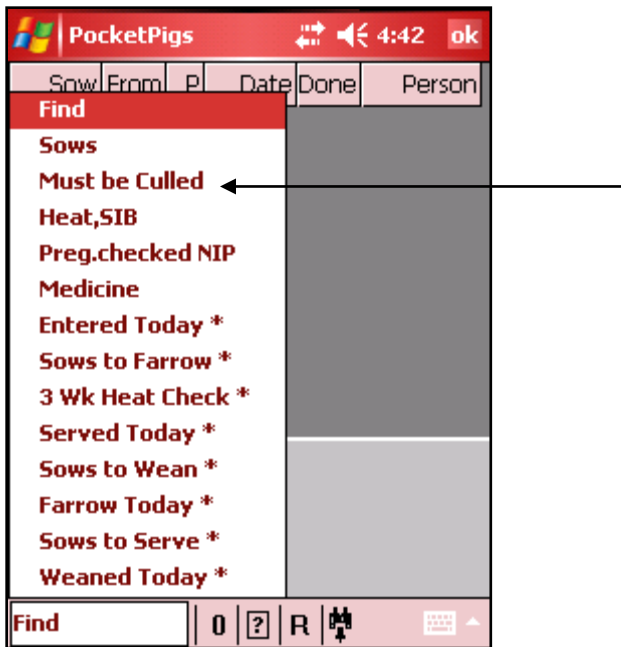 PocketPigs 4:42 ok
Sow From P Date Done Person
Find
Sows
Must be Culled
Heat,SIB
Preg.checked NIP
Medicine
Entered Today *
Sows to Farrow *
3 Wk Heat Check *
Served Today *
Sows to Wean *
Farrow Today *
Sows to Serve *
Weaned Today *
Find 0 ? R